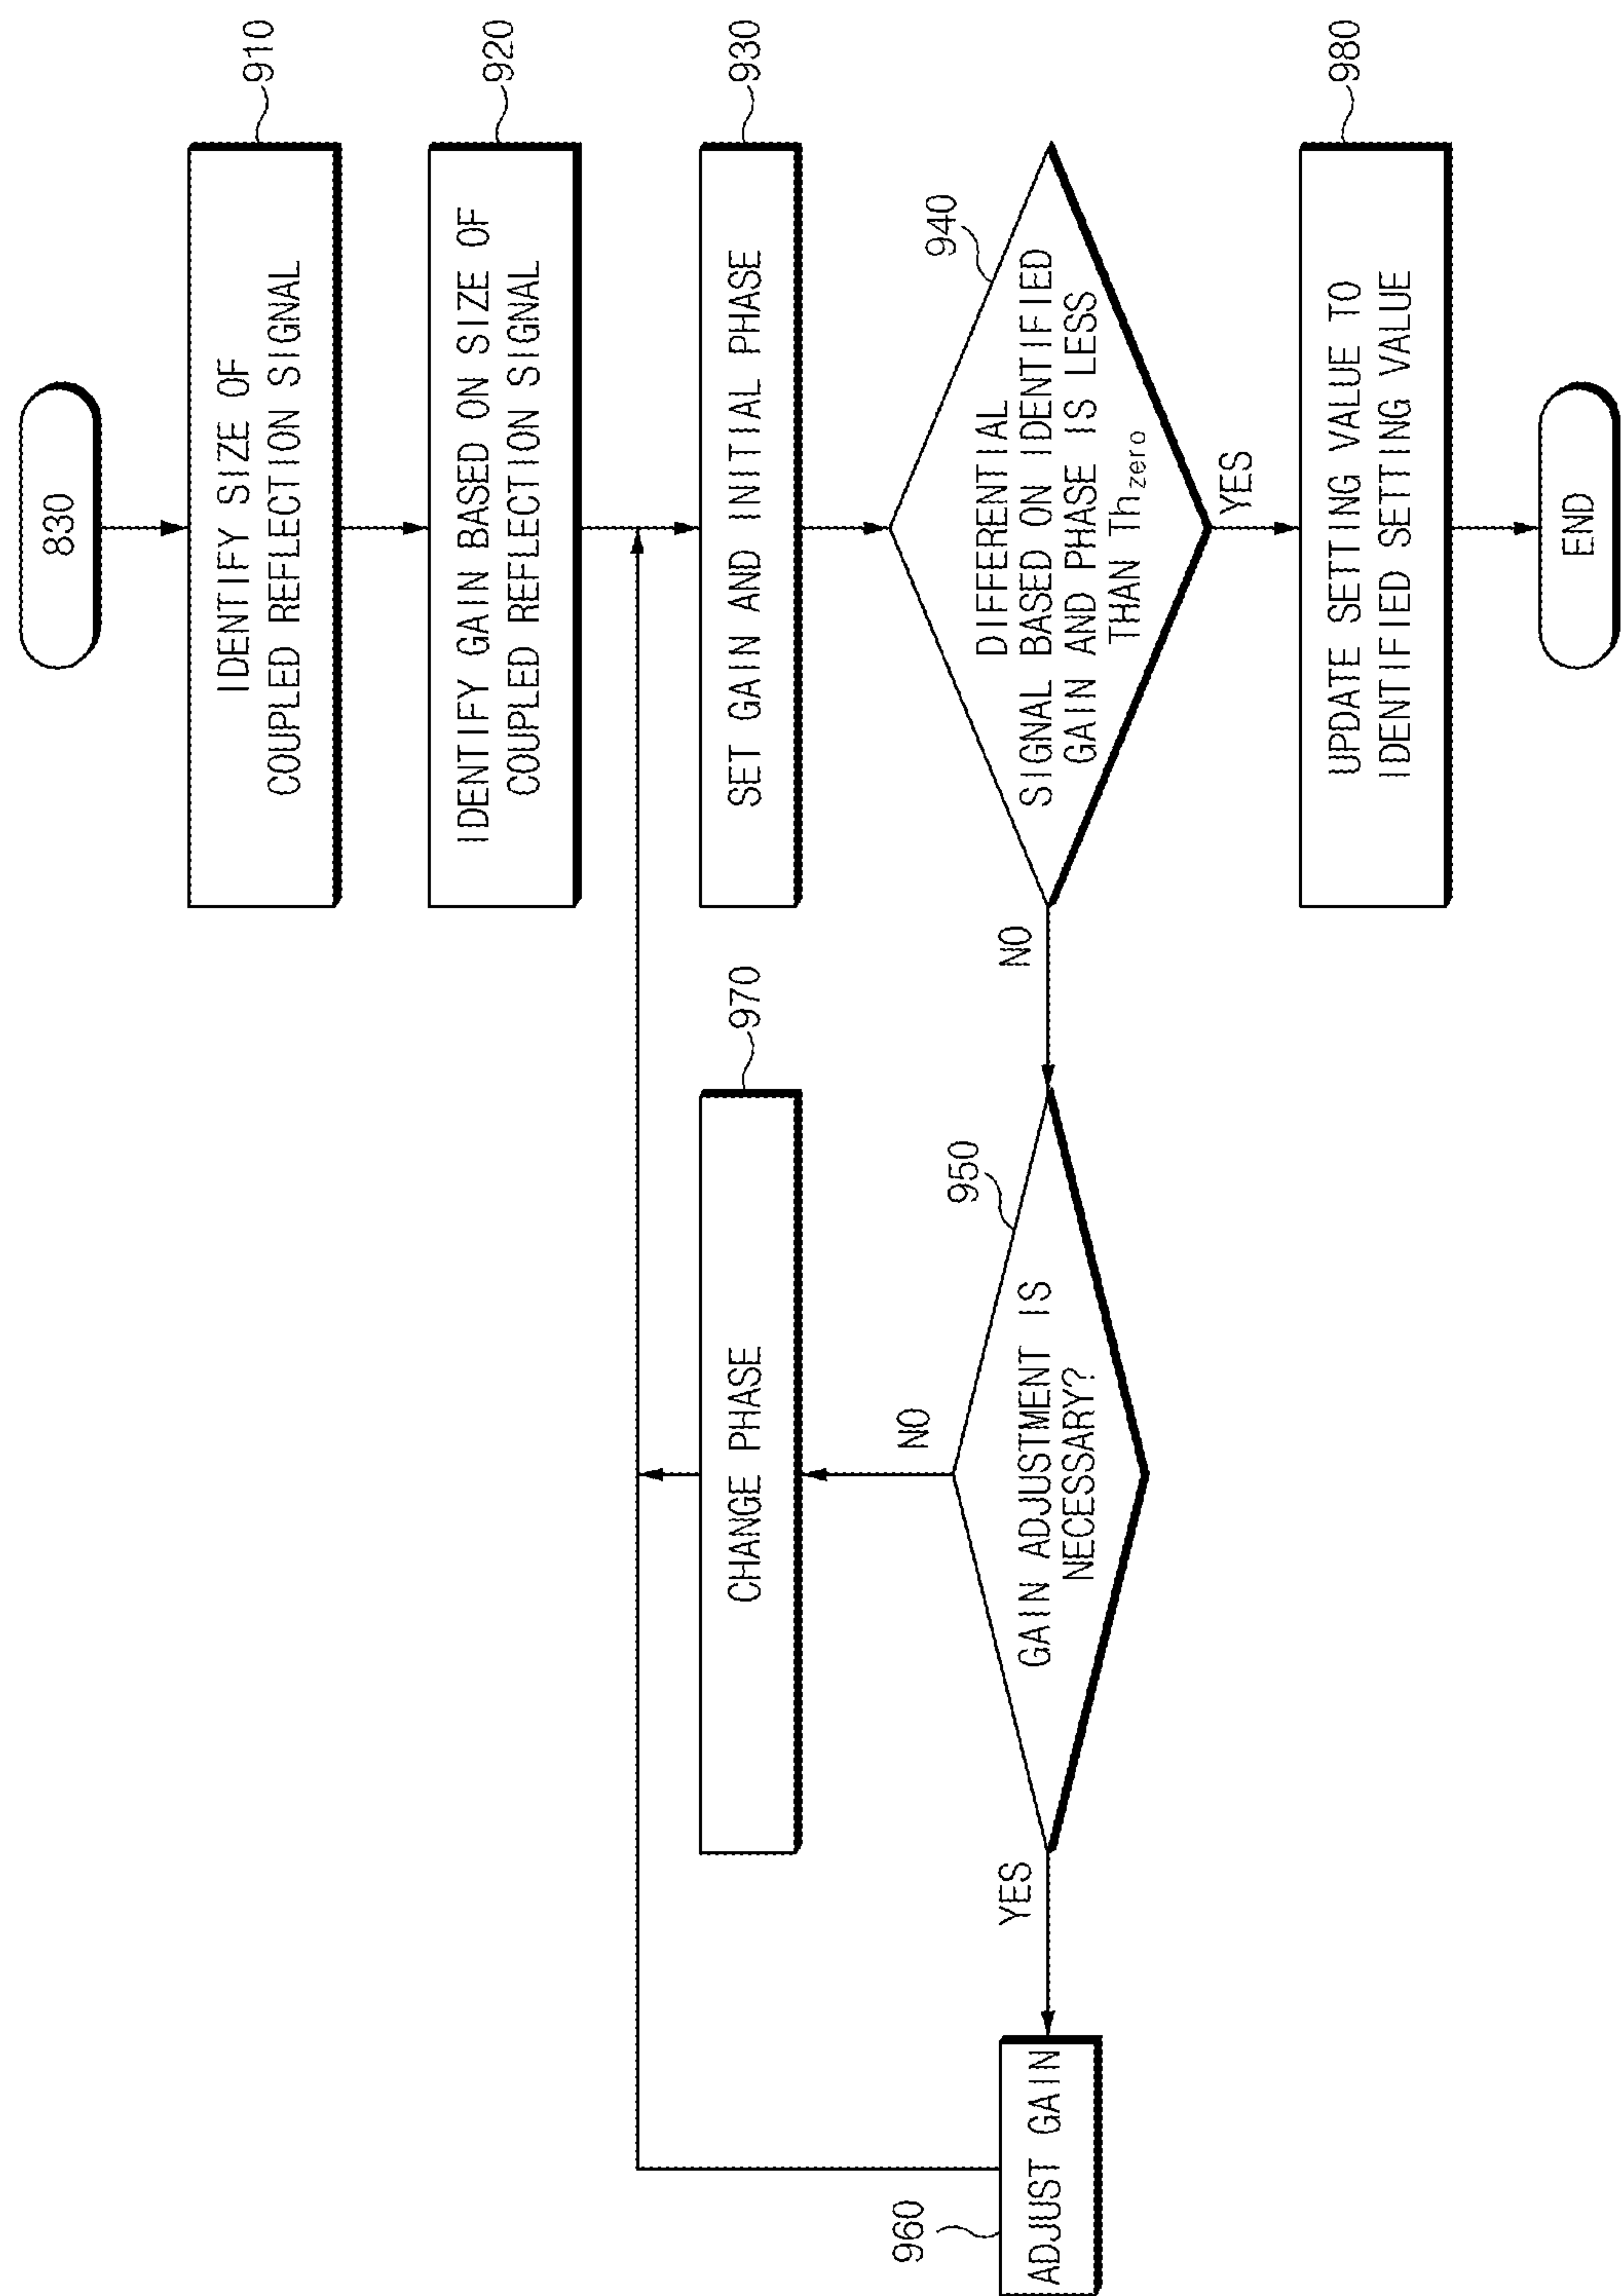 830
910
IDENTIFY SIZE OF
COUPLED REFLECTION SIGNAL
920
IDENTIFY GAIN BASED ON SIZE OF
COUPLED REFLECTION SIGNAL
930
SET GAIN AND INITIAL PHASE
940
DIFFERENTIAL
SIGNAL BASED ON IDENTIFIED
GAIN AND PHASE IS LESS
THAN Thzero
NO
YES
950
GAIN ADJUSTMENT IS
NECESSARY?
NO
YES
970
CHANGE PHASE
960
ADJUST GAIN
980
UPDATE SETTING VALUE TO
IDENTIFIED SETTING VALUE
END